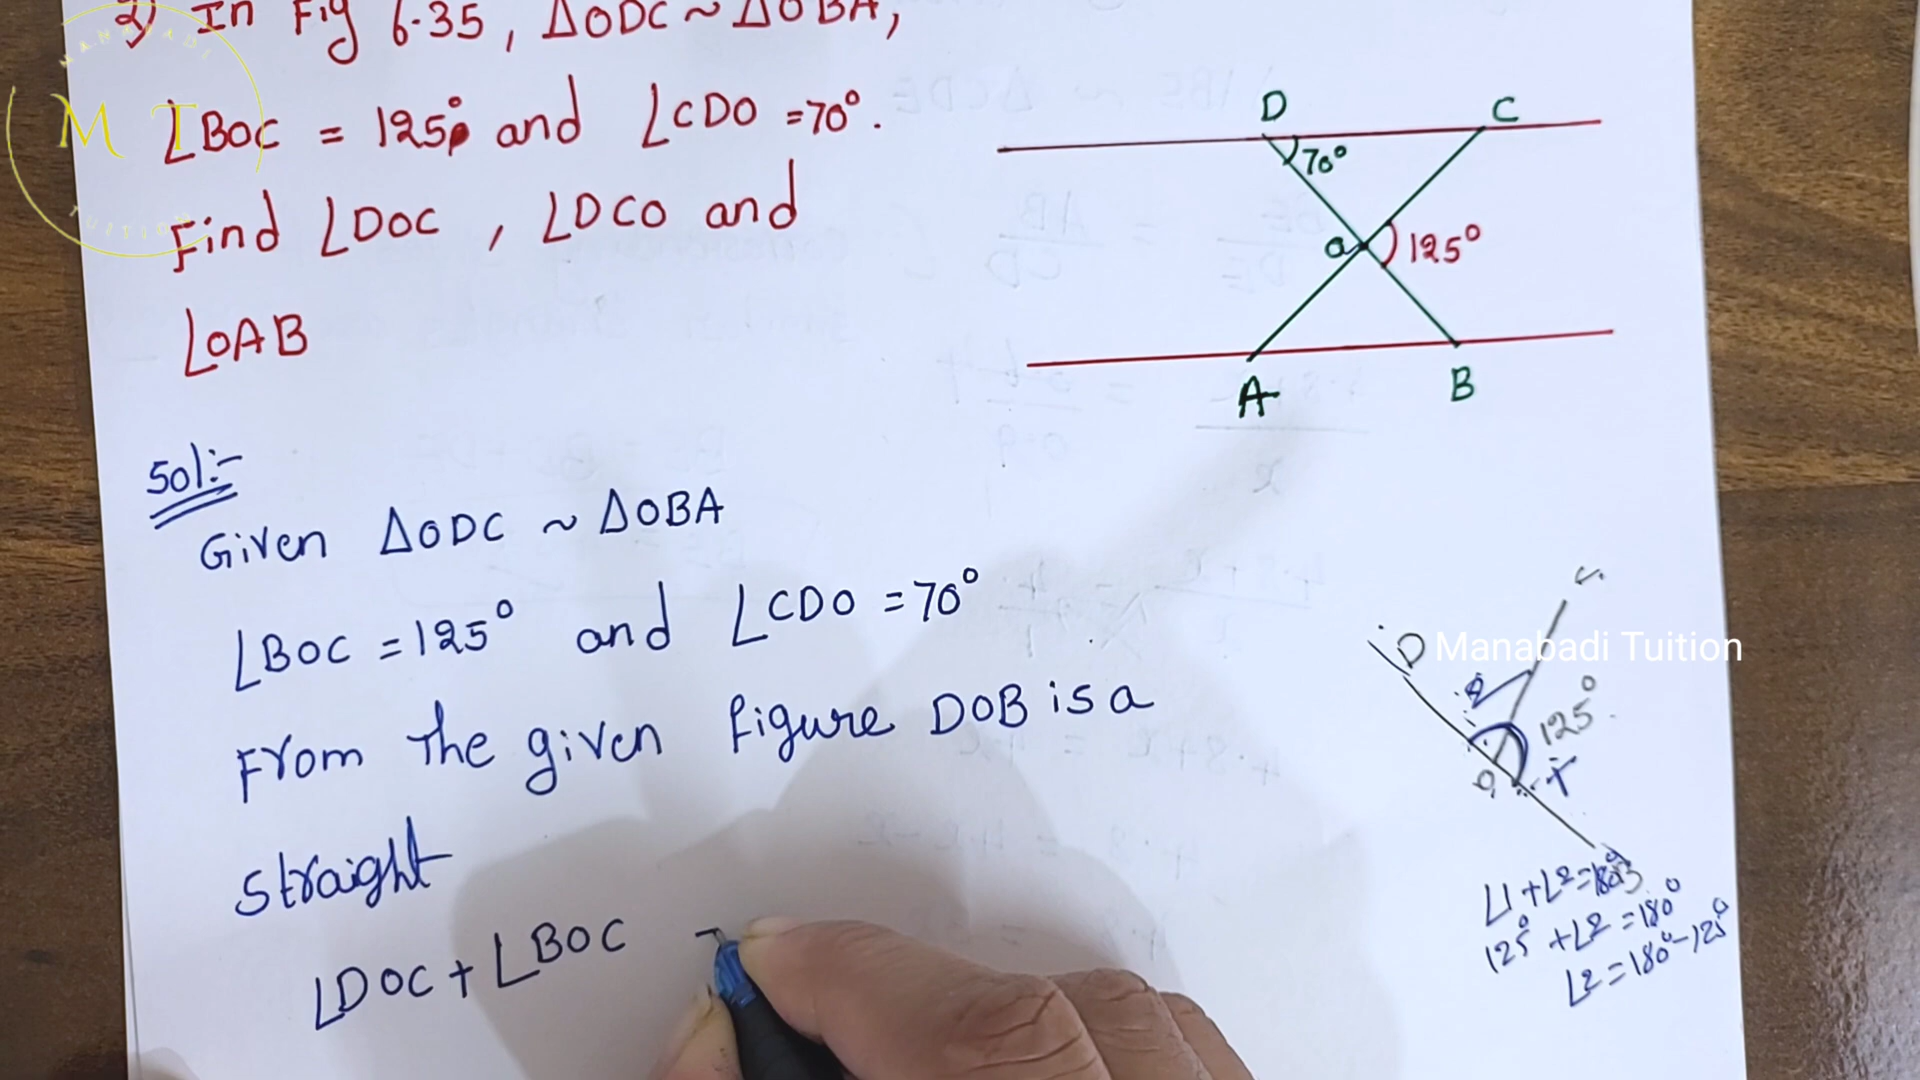 2) In Fig 6.35, ΔODC ~ ΔOBA,
∠BOC = 125° and ∠CDO = 70°.
Find ∠DOC, ∠DCO and
∠OAB
D C
70°
125°
A B
Sol:-
Given ΔODC ~ ΔOBA
∠BOC = 125° and ∠CDO = 70°
From the given figure DOB is a
straight
∠DOC + ∠BOC
D
125°
∠1 + ∠2 = 180°
125° + ∠2 = 180°
∠2 = 180° - 125°
Manabadi Tuition
MT